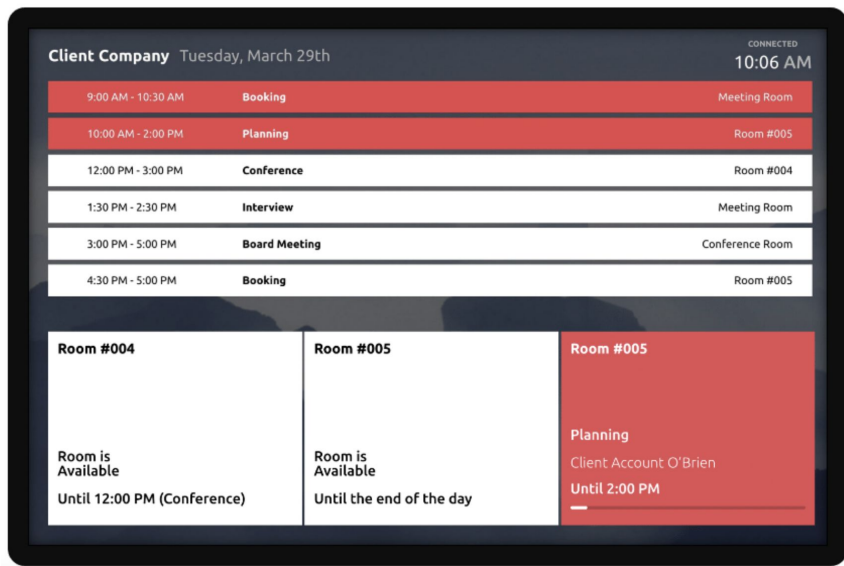 Client Company Tuesday, March 29th
CONNECTED
10:06 AM
9:00 AM - 10:30 AM Booking Meeting Room
10:00 AM - 2:00 PM Planning Room #005
12:00 PM - 3:00 PM Conference Room #004
1:30 PM - 2:30 PM Interview Meeting Room
3:00 PM - 5:00 PM Board Meeting Conference Room
4:30 PM - 5:00 PM Booking Room #005
Room #004
Room is
Available
Until 12:00 PM (Conference)
Room #005
Room is
Available
Until the end of the day
Room #005
Planning
Client Account O'Brien
Until 2:00 PM